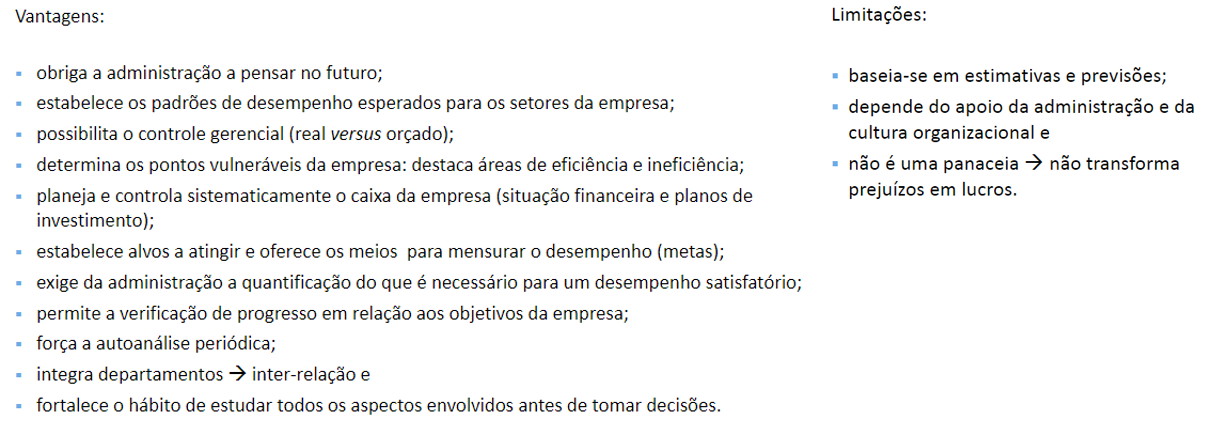 Vantagens:
▪ obriga a administração a pensar no futuro;
▪ estabelece os padrões de desempenho esperados para os setores da empresa;
▪ possibilita o controle gerencial (real versus orçado);
▪ determina os pontos vulneráveis da empresa: destaca áreas de eficiência e ineficiência;
▪ planeja e controla sistematicamente o caixa da empresa (situação financeira e planos de
investimento);
▪ estabelece alvos a atingir e oferece os meios  para mensurar o desempenho (metas);
▪ exige da administração a quantificação do que é necessário para um desempenho satisfatório;
▪ permite a verificação de progresso em relação aos objetivos da empresa;
▪ força a autoanálise periódica;
▪ integra departamentos → inter-relação e
▪ fortalece o hábito de estudar todos os aspectos envolvidos antes de tomar decisões.
Limitações:
▪ baseia-se em estimativas e previsões;
▪ depende do apoio da administração e da
cultura organizacional e
▪ não é uma panaceia → não transforma
prejuízos em lucros.